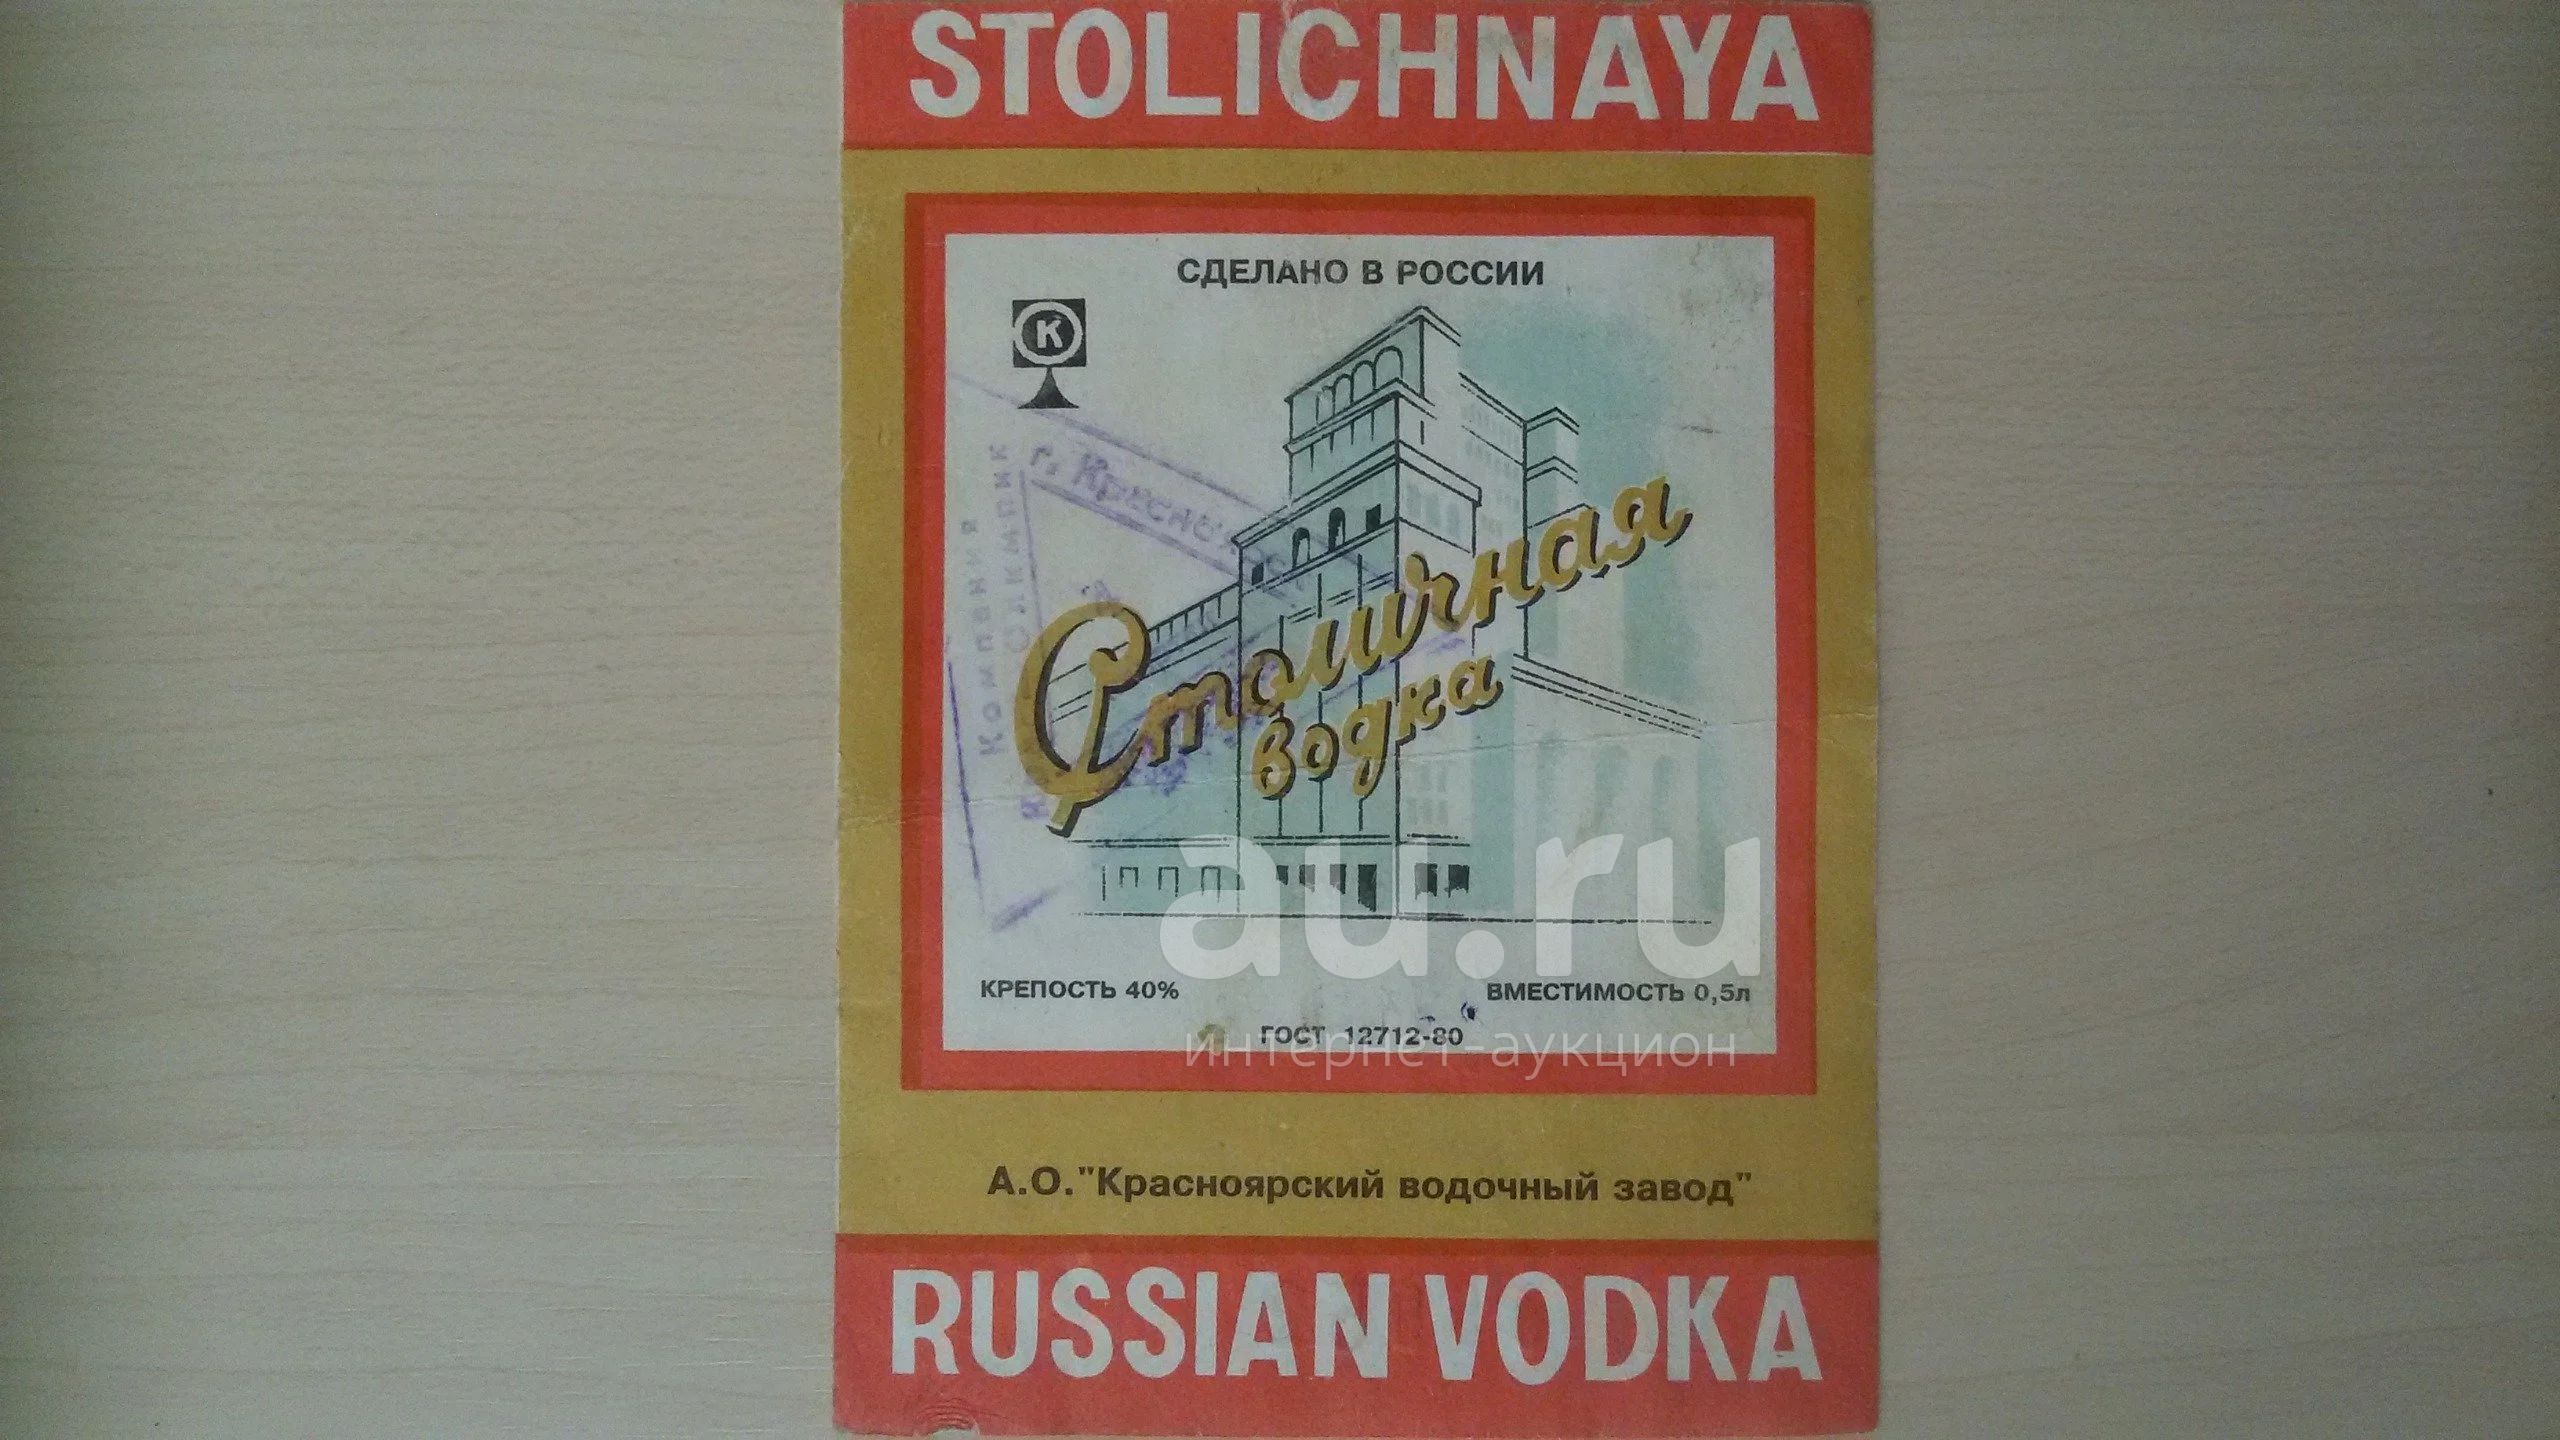 STOLICHNAYA
СДЕЛАНО В РОССИИ
К
г.
Компания
Столичная
водка
au.ru
КРЕПОСТЬ 40%
ВМЕСТИМОСТЬ 0,5л
ГОСТ 12712-80
интернет-аукцион
А.О."Красноярский водочный завод"
RUSSIAN VODKA